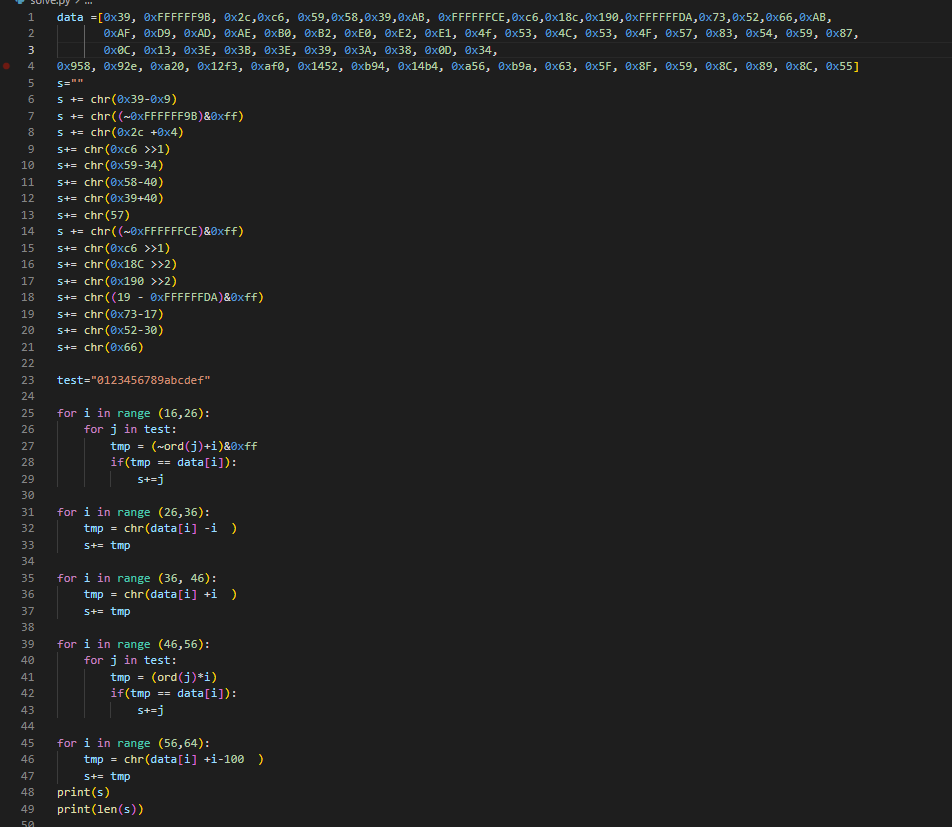 solve.py > ...
1 data =[0x39, 0xFFFFFF9B, 0x2c,0xc6, 0x59,0x58,0x39,0xAB, 0xFFFFFFCE,0xc6,0x18c,0x190,0xFFFFFFDA,0x73,0x52,0x66,0xAB,
2 0xAF, 0xD9, 0xAD, 0xAE, 0xB0, 0xB2, 0xE0, 0xE2, 0xE1, 0x4f, 0x53, 0x4C, 0x53, 0x4F, 0x57, 0x83, 0x54, 0x59, 0x87,
3 0x0C, 0x13, 0x3E, 0x3B, 0x3E, 0x39, 0x3A, 0x38, 0x0D, 0x34,
4 0x958, 0x92e, 0xa20, 0x12f3, 0xaf0, 0x1452, 0xb94, 0x14b4, 0xa56, 0xb9a, 0x63, 0x5F, 0x8F, 0x59, 0x8C, 0x89, 0x8C, 0x55]
5 s=""
6 s += chr(0x39-0x9)
7 s += chr((~0xFFFFFF9B)&0xff)
8 s += chr(0x2c +0x4)
9 s+= chr(0xc6 >>1)
10 s+= chr(0x59-34)
11 s+= chr(0x58-40)
12 s+= chr(0x39+40)
13 s+= chr(57)
14 s += chr((~0xFFFFFFCE)&0xff)
15 s+= chr(0xc6 >>1)
16 s+= chr(0x18C >>2)
17 s+= chr(0x190 >>2)
18 s+= chr((19 - 0xFFFFFFDA)&0xff)
19 s+= chr(0x73-17)
20 s+= chr(0x52-30)
21 s+= chr(0x66)
22
23 test="0123456789abcdef"
24
25 for i in range (16,26):
26 for j in test:
27 tmp = (~ord(j)+i)&0xff
28 if(tmp == data[i]):
29 s+=j
30
31 for i in range (26,36):
32 tmp = chr(data[i] -i )
33 s+= tmp
34
35 for i in range (36, 46):
36 tmp = chr(data[i] +i )
37 s+= tmp
38
39 for i in range (46,56):
40 for j in test:
41 tmp = (ord(j)*i)
42 if(tmp == data[i]):
43 s+=j
44
45 for i in range (56,64):
46 tmp = chr(data[i] +i-100 )
47 s+= tmp
48 print(s)
49 print(len(s))
50